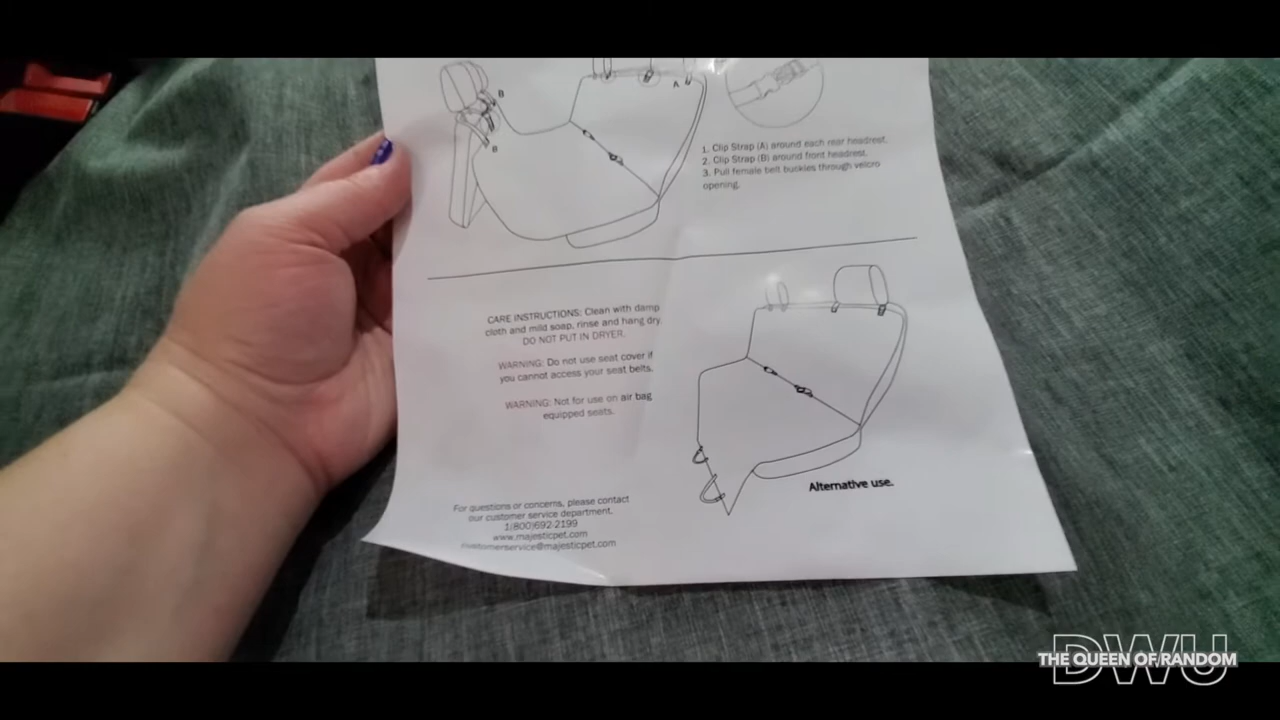 B
A
B
1. Clip Strap (A) around each rear headrest.
2. Clip Strap (B) around front headrest.
3. Pull female belt buckles through velcro
opening.
CARE INSTRUCTIONS: Clean with damp
cloth and mild soap, rinse and hang dry.
DO NOT PUT IN DRYER.
WARNING: Do not use seat cover if
you cannot access your seat belts.
WARNING: Not for use on air bag
equipped seats.
Alternative use.
For questions or concerns, please contact
our customer service department.
1(800)692-2199
www.majesticpet.com
customerservice@majesticpet.com
DWU
THE QUEEN OF RANDOM